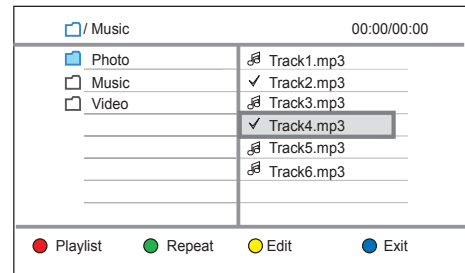 / Music 00:00/00:00
Photo
Music
Video
Track1.mp3
Track2.mp3
Track3.mp3
Track4.mp3
Track5.mp3
Track6.mp3
Playlist Repeat Edit Exit